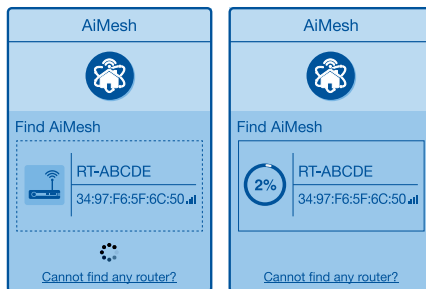 AiMesh
Find AiMesh
RT-ABCDE
34:97:F6:5F:6C:50
Cannot find any router?
AiMesh
Find AiMesh
2%
RT-ABCDE
34:97:F6:5F:6C:50
Cannot find any router?